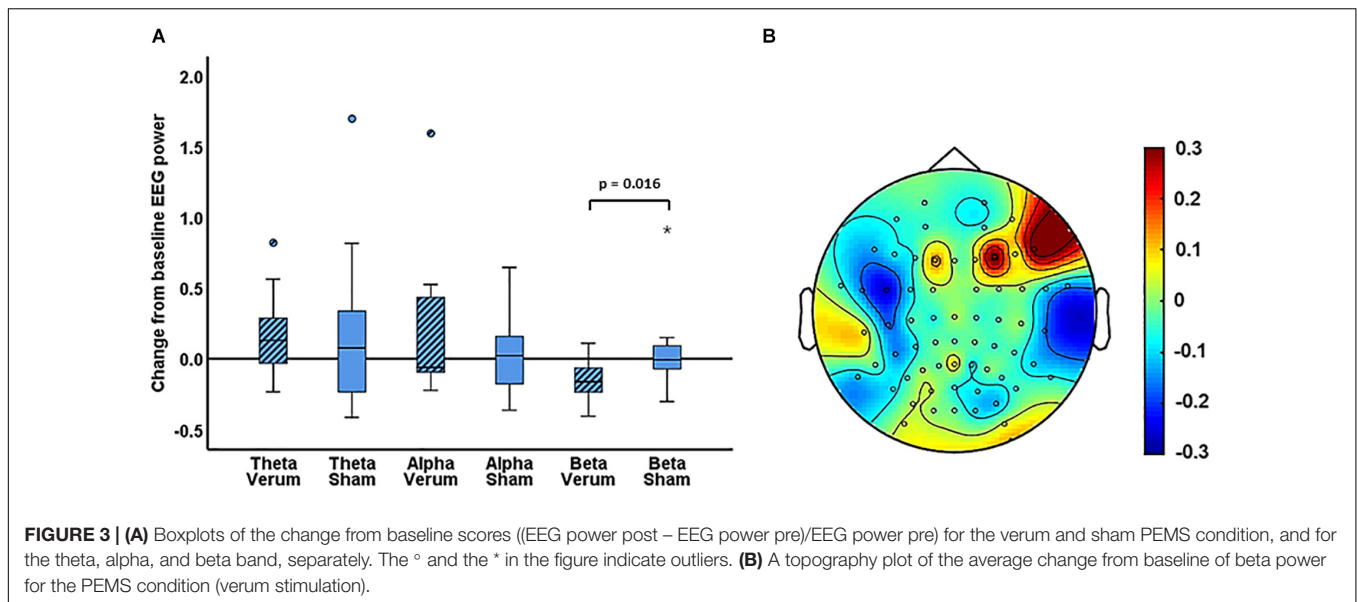 A
B
Change from baseline EEG power
2.0
1.5
1.0
0.5
0.0
-0.5
p = 0.016
*
Theta Verum
Theta Sham
Alpha Verum
Alpha Sham
Beta Verum
Beta Sham
0.3
0.2
0.1
0
-0.1
-0.2
-0.3
FIGURE 3 | (A) Boxplots of the change from baseline scores ((EEG power post – EEG power pre)/EEG power pre) for the verum and sham PEMS condition, and for
the theta, alpha, and beta band, separately. The ° and the * in the figure indicate outliers. (B) A topography plot of the average change from baseline of beta power
for the PEMS condition (verum stimulation).